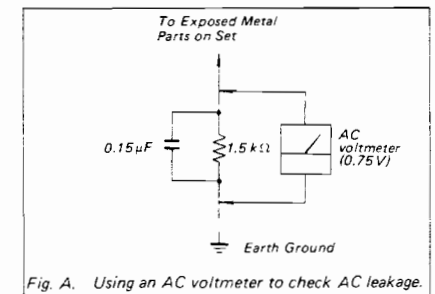 To Exposed Metal
Parts on Set
0.15µF
1.5 kΩ
AC
voltmeter
(0.75V)
Earth Ground
Fig. A. Using an AC voltmeter to check AC leakage.